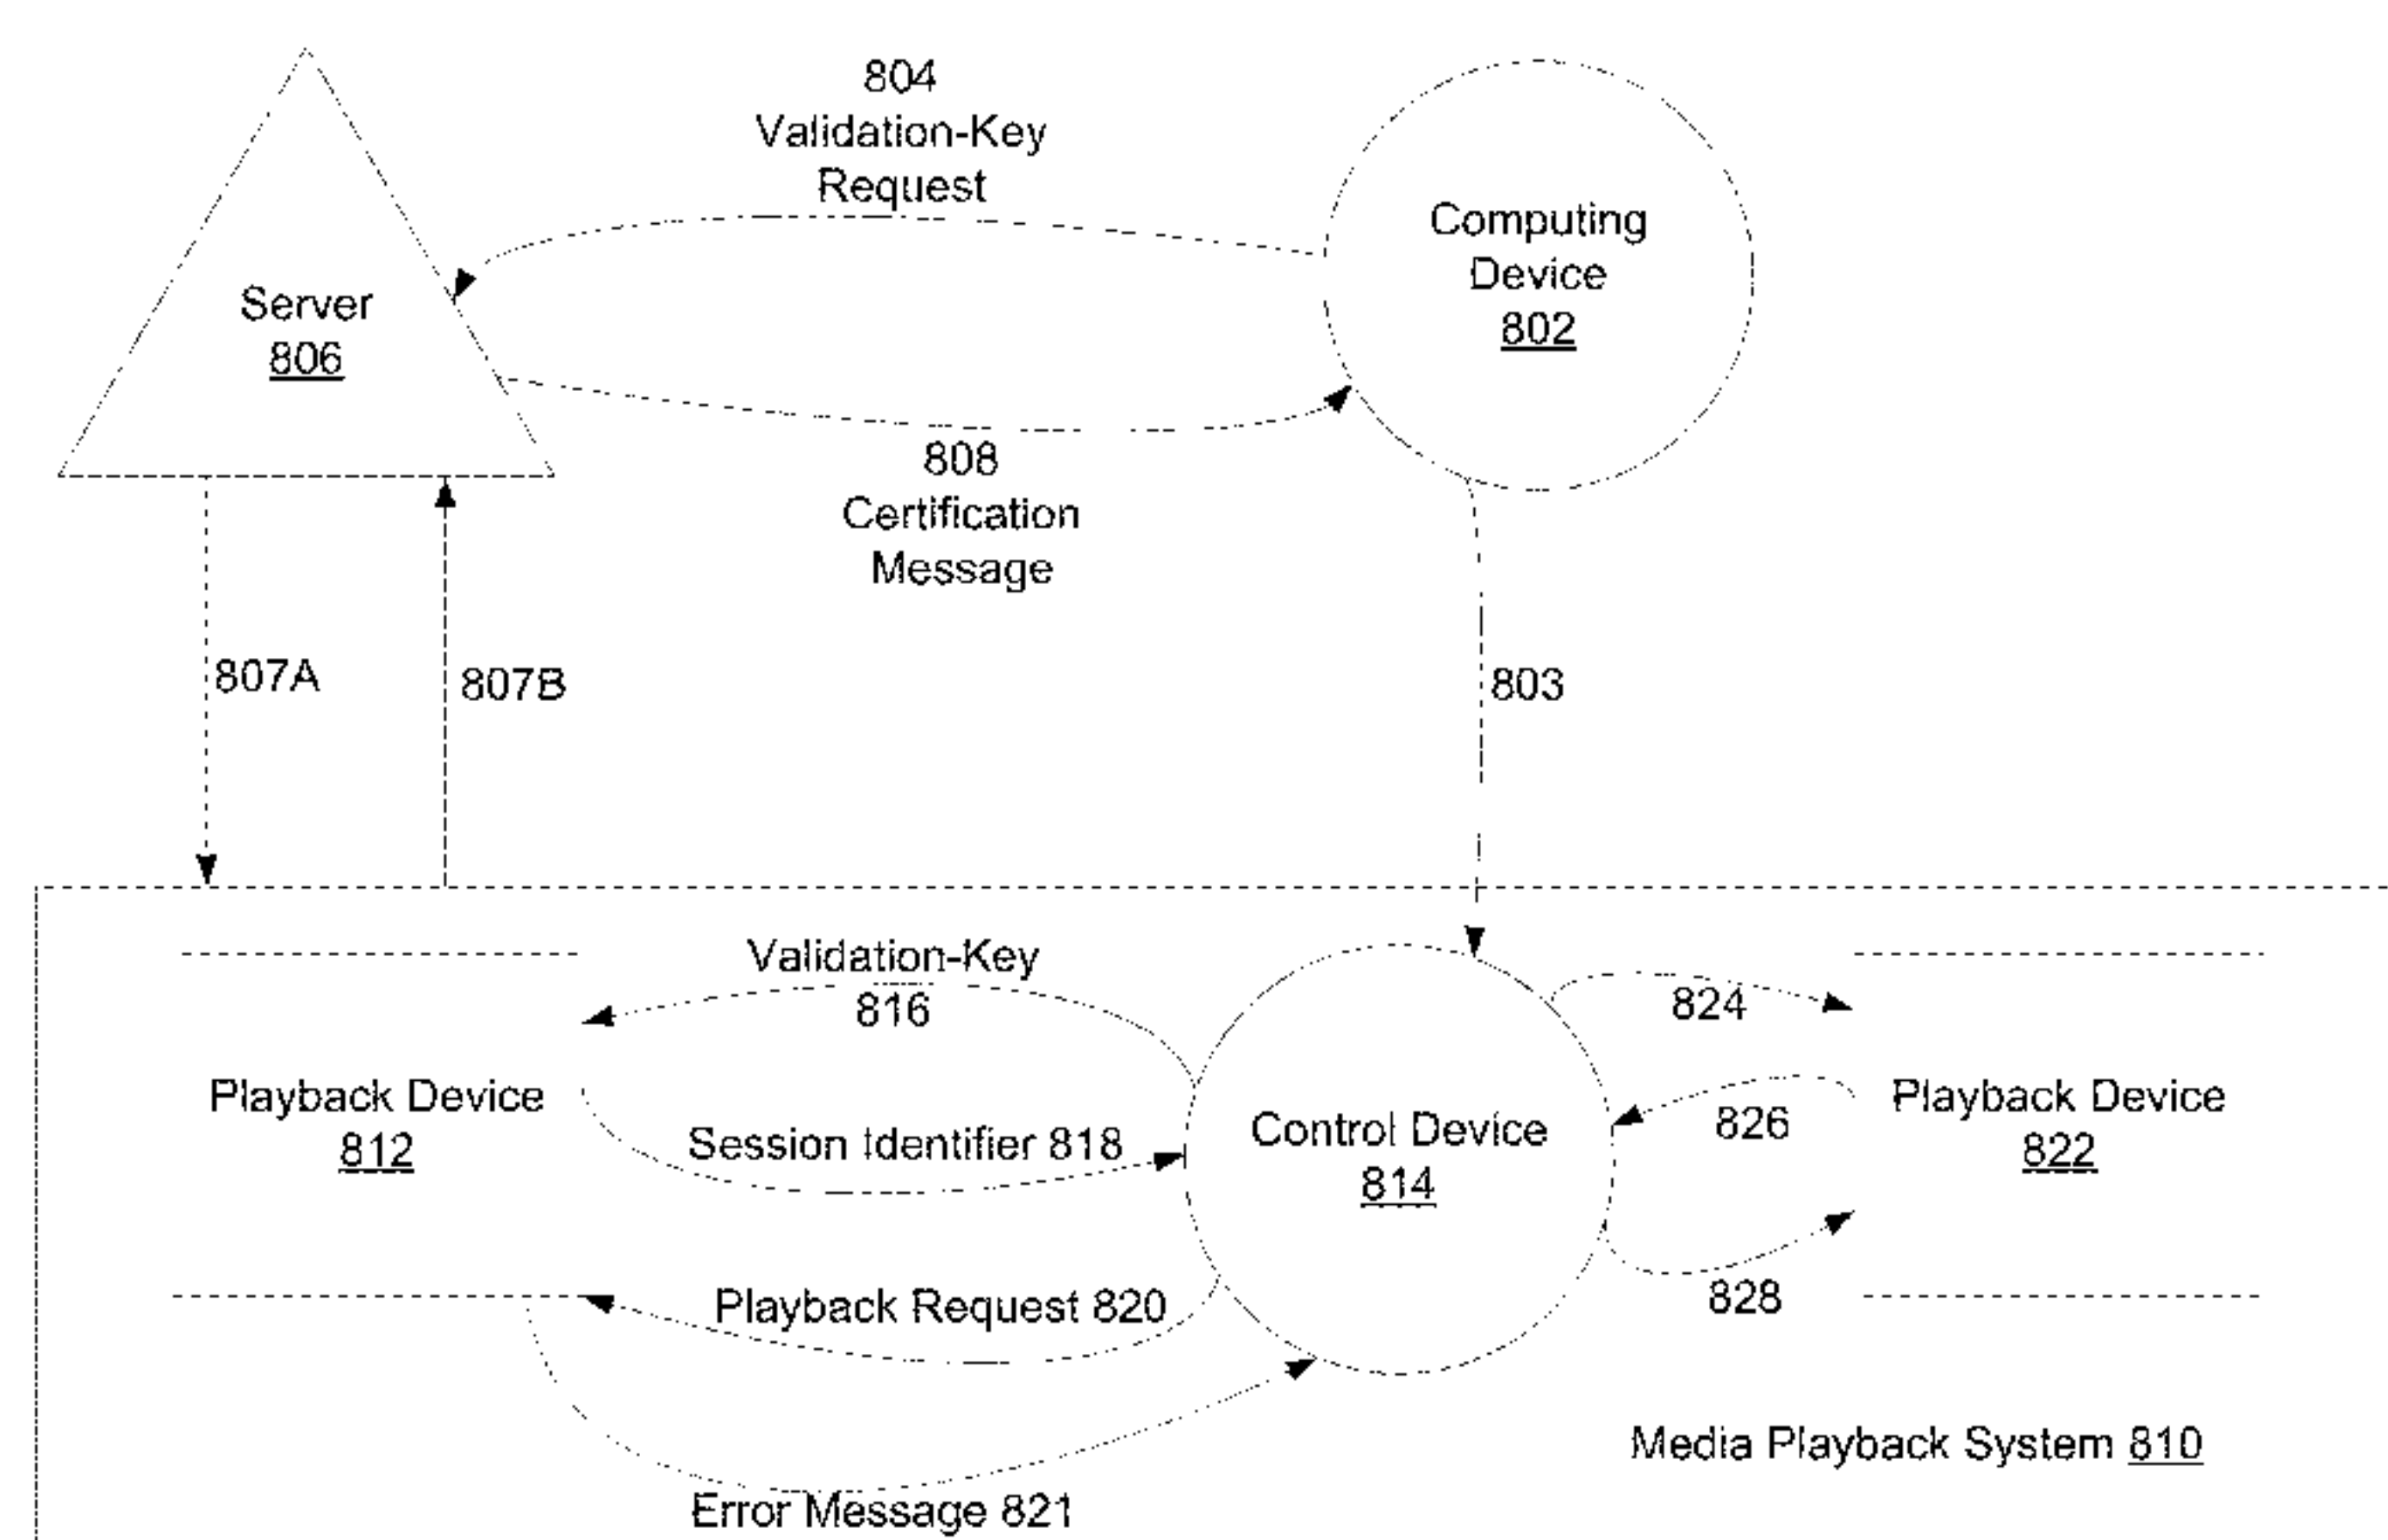 804
Validation-Key
Request
Computing
Device
802
Server
806
808
Certification
Message
807A
807B
803
Validation-Key
816
824
Playback Device
812
Session Identifier 818
Control Device
814
826
Playback Device
822
Playback Request 820
828
Media Playback System 810
Error Message 821